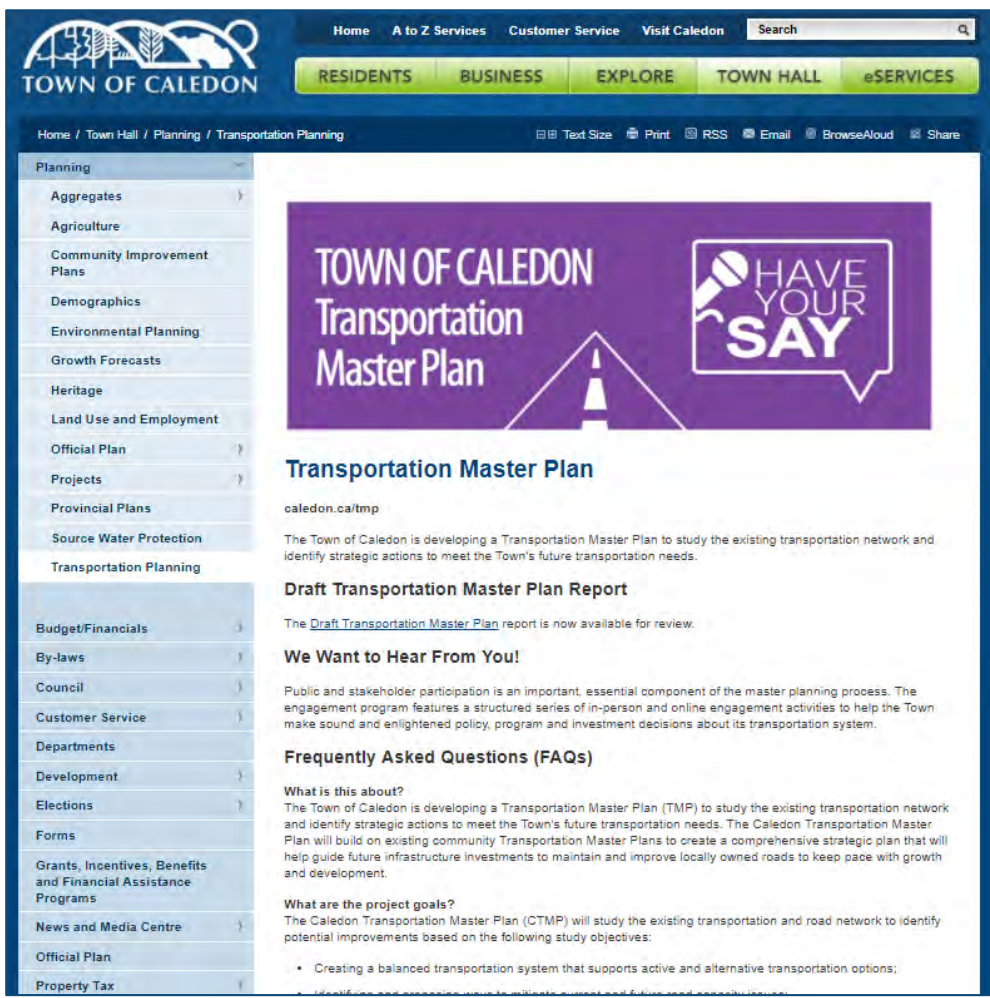 Home A to Z Services Customer Service Visit Caledon Search
TOWN OF CALEDON
RESIDENTS BUSINESS EXPLORE TOWN HALL eSERVICES
Home / Town Hall / Planning / Transportation Planning
Text Size Print RSS Email BrowseAloud Share
Planning
Aggregates
Agriculture
Community Improvement
Plans
Demographics
Environmental Planning
Growth Forecasts
Heritage
Land Use and Employment
Official Plan
Projects
Provincial Plans
Source Water Protection
Transportation Planning
Budget/Financials
By-laws
Council
Customer Service
Departments
Development
Elections
Forms
Grants, Incentives, Benefits
and Financial Assistance
Programs
News and Media Centre
Official Plan
Property Tax
TOWN OF CALEDON
Transportation
Master Plan
HAVE
YOUR
SAY
Transportation Master Plan
caledon.ca/tmp
The Town of Caledon is developing a Transportation Master Plan to study the existing transportation network and
identify strategic actions to meet the Town's future transportation needs.
Draft Transportation Master Plan Report
The Draft Transportation Master Plan report is now available for review.
We Want to Hear From You!
Public and stakeholder participation is an important, essential component of the master planning process. The
engagement program features a structured series of in-person and online engagement activities to help the Town
make sound and enlightened policy, program and investment decisions about its transportation system.
Frequently Asked Questions (FAQs)
What is this about?
The Town of Caledon is developing a Transportation Master Plan (TMP) to study the existing transportation network
and identify strategic actions to meet the Town's future transportation needs. The Caledon Transportation Master
Plan will build on existing community Transportation Master Plans to create a comprehensive strategic plan that will
help guide future infrastructure investments to maintain and improve locally owned roads to keep pace with growth
and development.
What are the project goals?
The Caledon Transportation Master Plan (CTMP) will study the existing transportation and road network to identify
potential improvements based on the following study objectives:
• Creating a balanced transportation system that supports active and alternative transportation options;